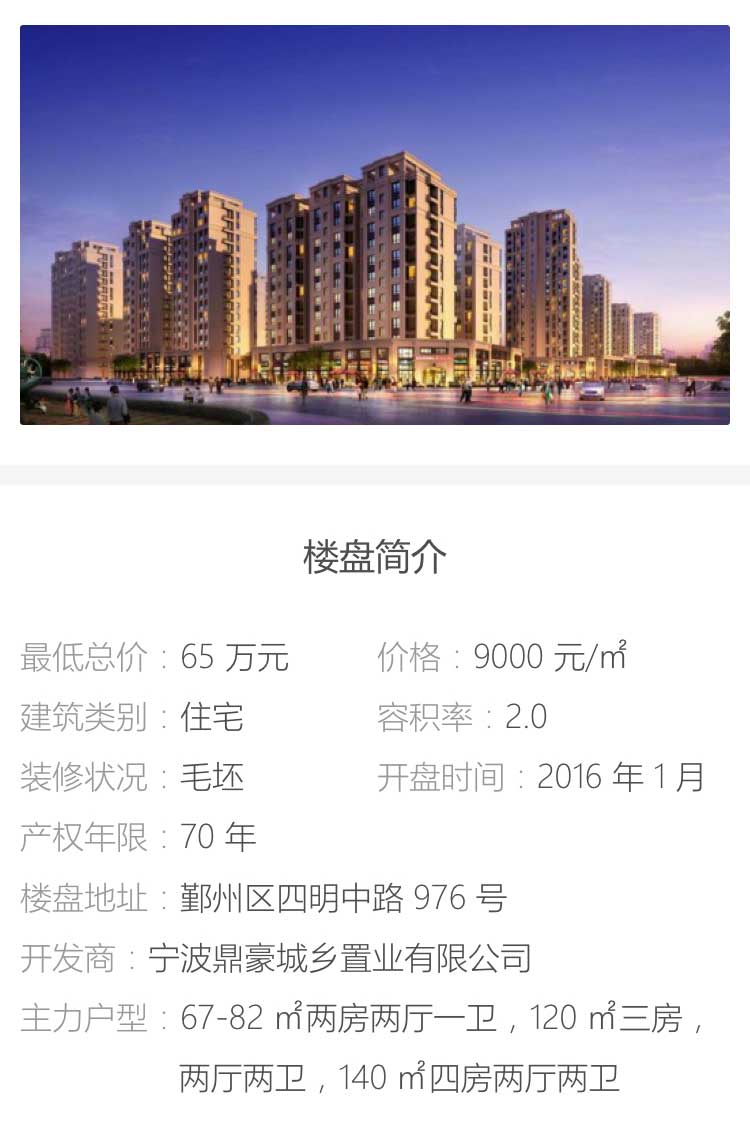 楼盘简介
最低总价：65 万元 价格：9000 元/㎡
建筑类别：住宅 容积率：2.0
装修状况：毛坯 开盘时间：2016 年 1 月
产权年限：70 年
楼盘地址：鄞州区四明中路 976 号
开发商：宁波鼎豪城乡置业有限公司
主力户型：67-82 ㎡两房两厅一卫，120 ㎡三房，
两厅两卫，140 ㎡四房两厅两卫